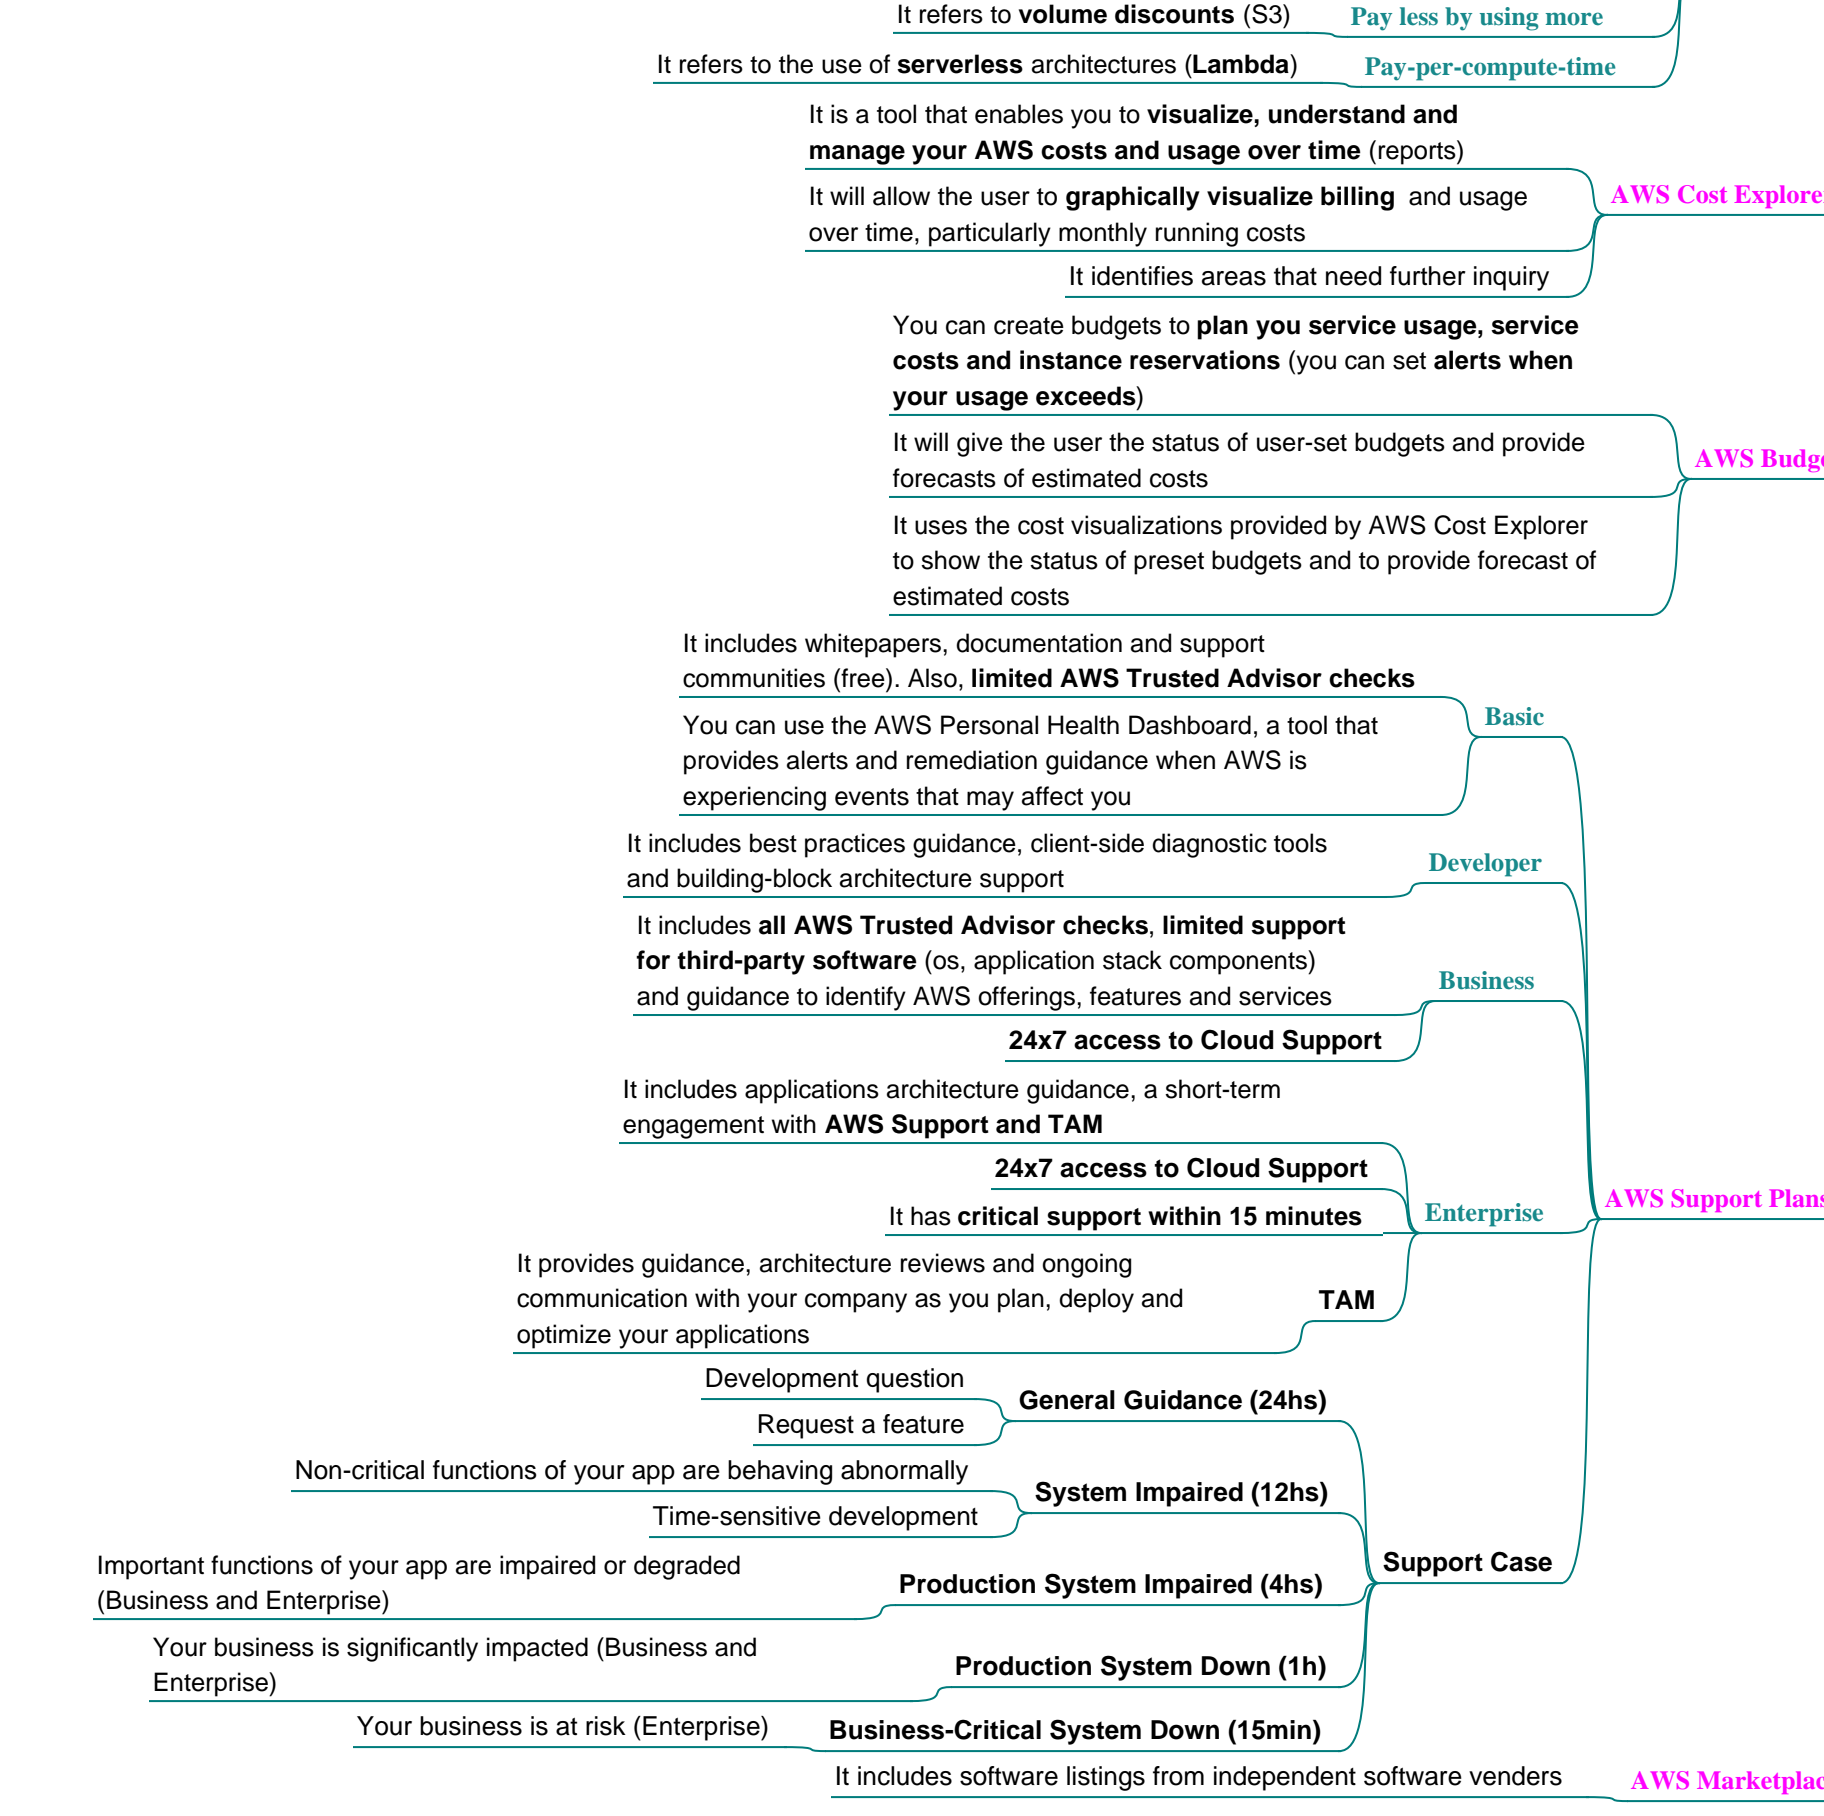 It refers to volume discounts (S3)
Pay less by using more
It refers to the use of serverless architectures (Lambda)
Pay-per-compute-time
It is a tool that enables you to visualize, understand and
manage your AWS costs and usage over time (reports)
It will allow the user to graphically visualize billing and usage
over time, particularly monthly running costs
It identifies areas that need further inquiry
AWS Cost Explorer
You can create budgets to plan you service usage, service
costs and instance reservations (you can set alerts when
your usage exceeds)
It will give the user the status of user-set budgets and provide
forecasts of estimated costs
It uses the cost visualizations provided by AWS Cost Explorer
to show the status of preset budgets and to provide forecast of
estimated costs
AWS Budge
It includes whitepapers, documentation and support
communities (free). Also, limited AWS Trusted Advisor checks
You can use the AWS Personal Health Dashboard, a tool that
provides alerts and remediation guidance when AWS is
experiencing events that may affect you
Basic
It includes best practices guidance, client-side diagnostic tools
and building-block architecture support
Developer
It includes all AWS Trusted Advisor checks, limited support
for third-party software (os, application stack components)
and guidance to identify AWS offerings, features and services
24x7 access to Cloud Support
Business
It includes applications architecture guidance, a short-term
engagement with AWS Support and TAM
24x7 access to Cloud Support
It has critical support within 15 minutes
Enterprise
It provides guidance, architecture reviews and ongoing
communication with your company as you plan, deploy and
optimize your applications
TAM
AWS Support Plans
Development question
Request a feature
General Guidance (24hs)
Non-critical functions of your app are behaving abnormally
Time-sensitive development
System Impaired (12hs)
Important functions of your app are impaired or degraded
(Business and Enterprise)
Production System Impaired (4hs)
Support Case
Your business is significantly impacted (Business and
Enterprise)
Production System Down (1h)
Your business is at risk (Enterprise)
Business-Critical System Down (15min)
It includes software listings from independent software venders
AWS Marketplac